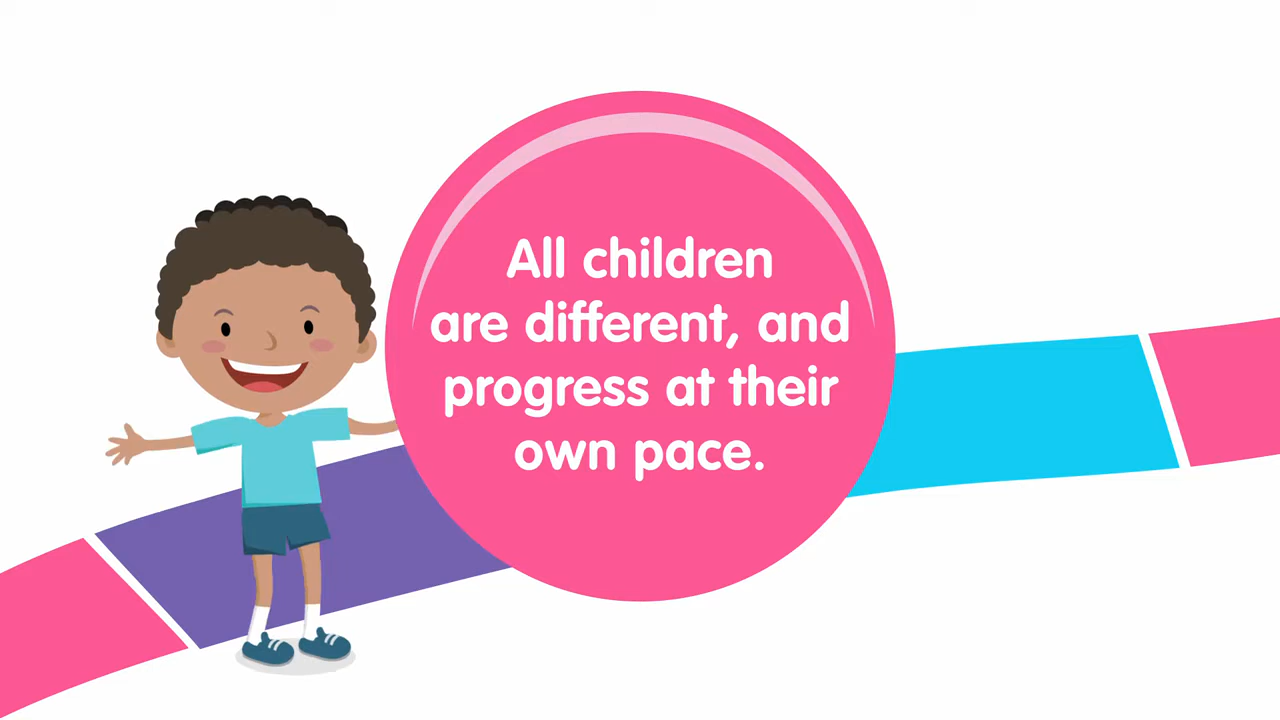 All children
are different, and
progress at their
own pace.